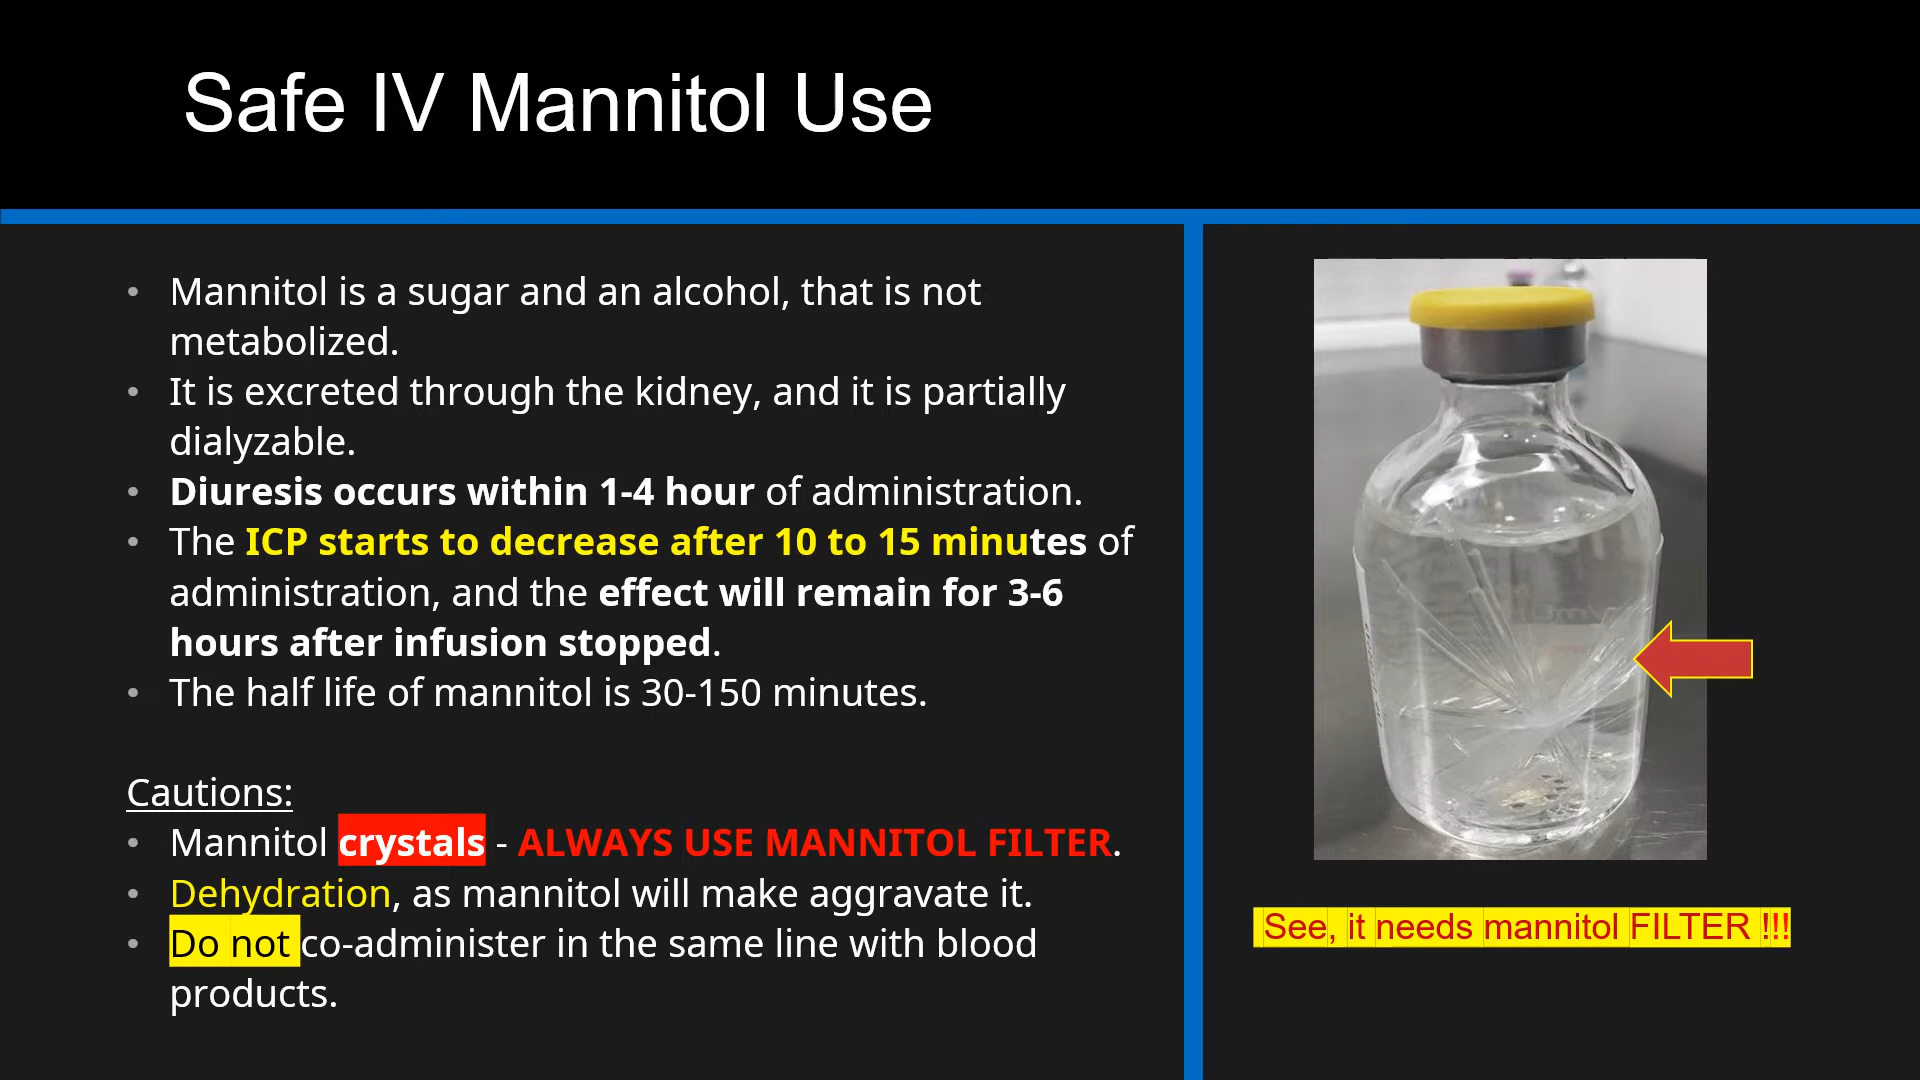 Safe IV Mannitol Use
• Mannitol is a sugar and an alcohol, that is not
metabolized.
• It is excreted through the kidney, and it is partially
dialyzable.
• Diuresis occurs within 1-4 hour of administration.
• The ICP starts to decrease after 10 to 15 minutes of
administration, and the effect will remain for 3-6
hours after infusion stopped.
• The half life of mannitol is 30-150 minutes.
Cautions:
• Mannitol crystals - ALWAYS USE MANNITOL FILTER.
• Dehydration, as mannitol will make aggravate it.
• Do not co-administer in the same line with blood
products.
See, it needs mannitol FILTER !!!